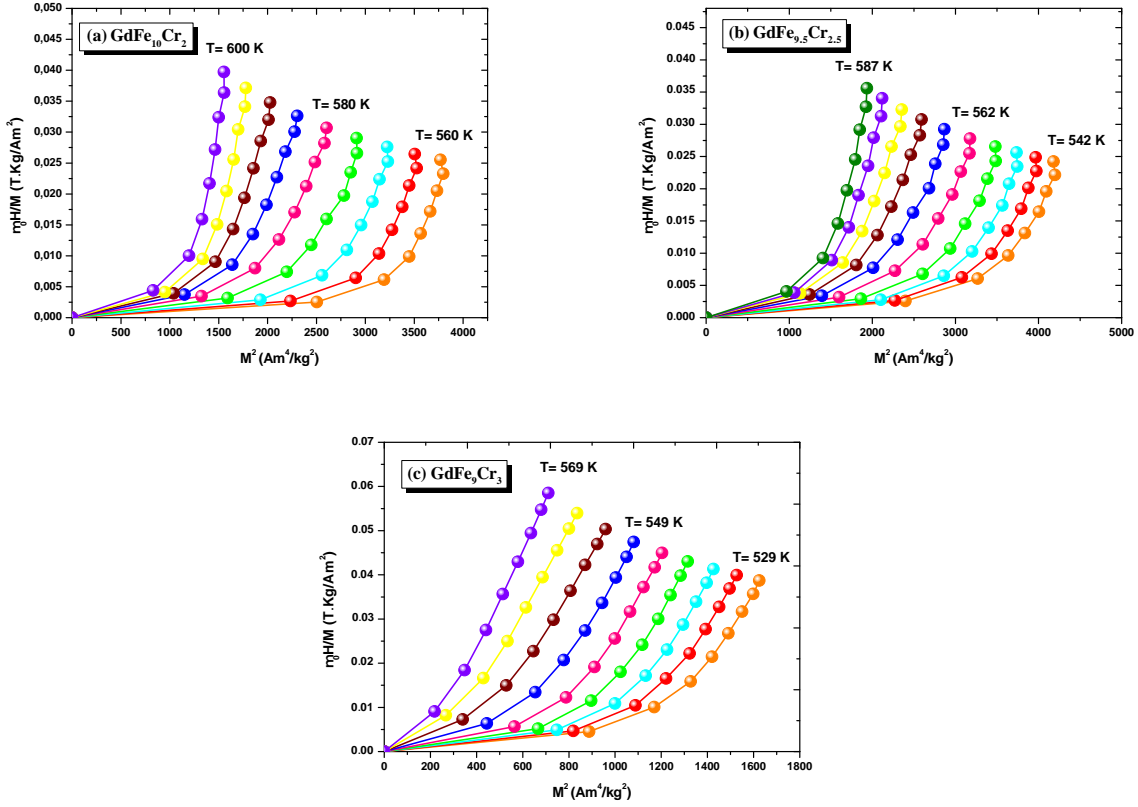 (a) GdFe₁₀Cr₂
T= 600 K
T= 580 K
T= 560 K
0,050
0,045
0,040
0,035
0,030
0,025
0,020
0,015
0,010
0,005
0,000
m₀H/M (T.Kg/Am²)
0 500 1000 1500 2000 2500 3000 3500 4000
M² (Am⁴/kg²)
(b) GdFe₉.₅Cr₂.₅
T= 587 K
T= 562 K
T= 542 K
0.045
0.040
0.035
0.030
0.025
0.020
0.015
0.010
0.005
0.000
m₀H/M (T.Kg/Am²)
0 1000 2000 3000 4000 5000
M² (Am⁴/kg²)
(c) GdFe₉Cr₃
T= 569 K
T= 549 K
T= 529 K
0.07
0.06
0.05
0.04
0.03
0.02
0.01
0.00
m₀H/M (T.Kg/Am²)
0 200 400 600 800 1000 1200 1400 1600 1800
M² (Am⁴/kg²)